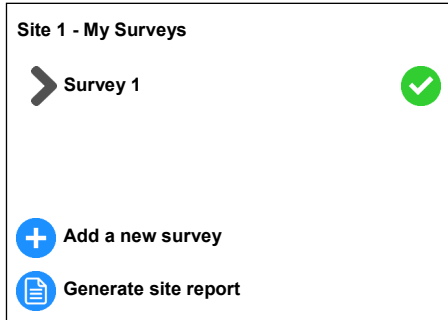 Site 1 - My Surveys
Survey 1
Add a new survey
Generate site report